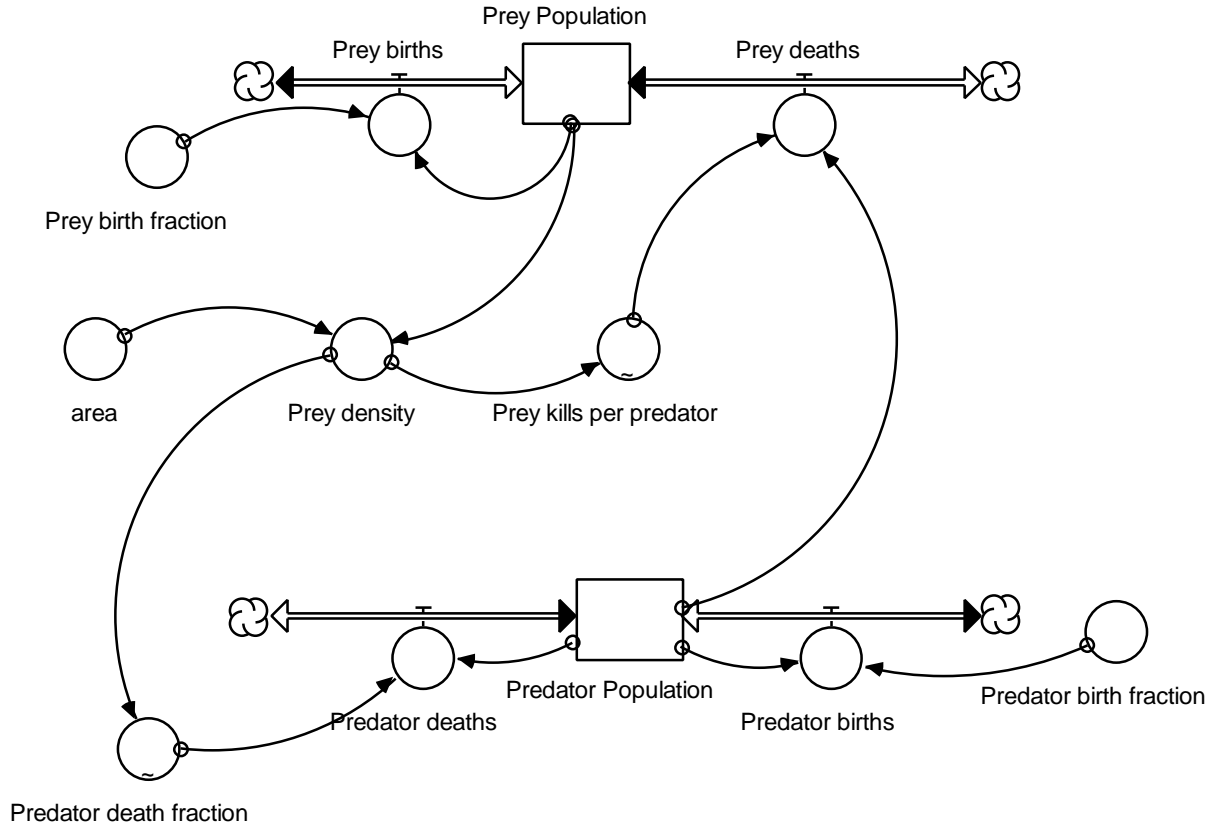 Prey Population
Prey births
Prey deaths
Prey birth fraction
area
Prey density
Prey kills per predator
~
Predator Population
Predator birth fraction
Predator deaths
Predator births
~
Predator death fraction